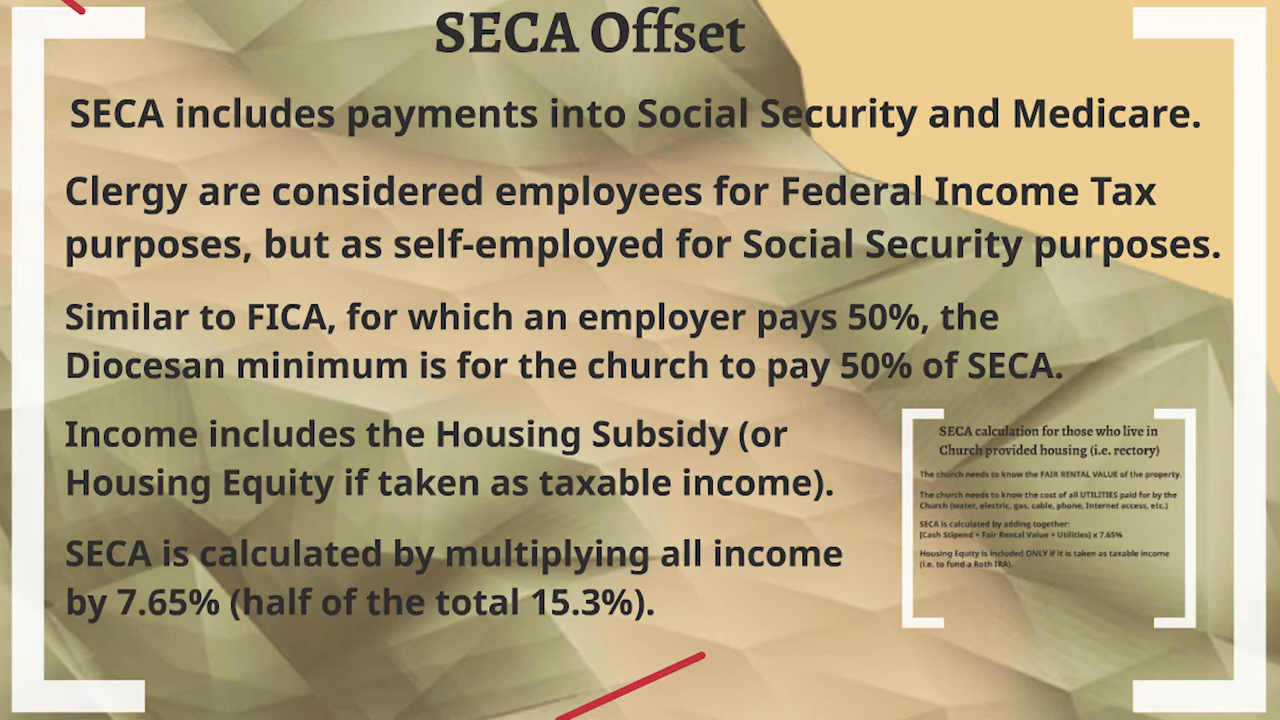 SECA Offset
SECA includes payments into Social Security and Medicare.
Clergy are considered employees for Federal Income Tax
purposes, but as self-employed for Social Security purposes.
Similar to FICA, for which an employer pays 50%, the
Diocesan minimum is for the church to pay 50% of SECA.
Income includes the Housing Subsidy (or
Housing Equity if taken as taxable income).
SECA is calculated by multiplying all income
by 7.65% (half of the total 15.3%).
SECA calculation for those who live in
Church provided housing (i.e. rectory)
The church needs to know the FAIR RENTAL VALUE of the property.
The church needs to know the cost of all UTILITIES paid for by the
Church (water, electric, gas, cable, phone, Internet access, etc.)
SECA is calculated by adding together:
[Cash Stipend + Fair Rental Value + Utilities] x 7.65%
Housing Equity is included ONLY if it is taken as taxable income
(i.e. to fund a Roth IRA).